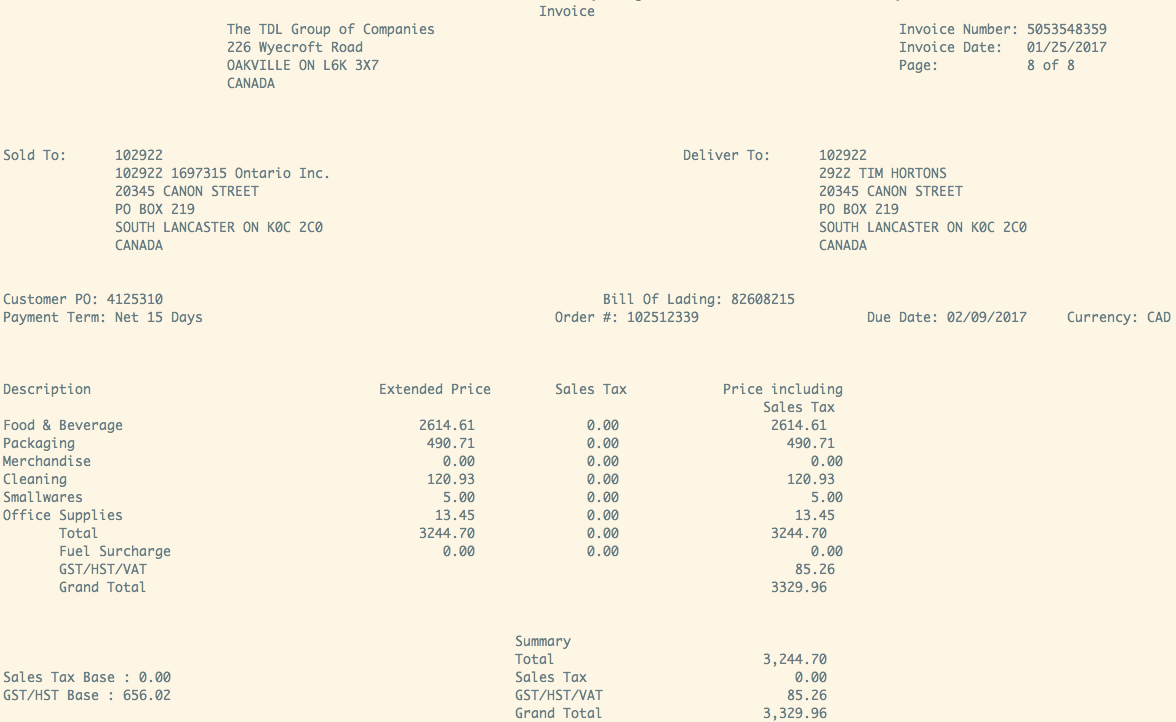 Invoice
The TDL Group of Companies Invoice Number: 5053548359
226 Wyecroft Road Invoice Date: 01/25/2017
OAKVILLE ON L6K 3X7 Page: 8 of 8
CANADA
Sold To: 102922 Deliver To: 102922
102922 1697315 Ontario Inc. 2922 TIM HORTONS
20345 CANON STREET 20345 CANON STREET
PO BOX 219 PO BOX 219
SOUTH LANCASTER ON K0C 2C0 SOUTH LANCASTER ON K0C 2C0
CANADA CANADA
Customer PO: 4125310 Bill Of Lading: 82608215
Payment Term: Net 15 Days Order #: 102512339 Due Date: 02/09/2017 Currency: CAD
Description Extended Price Sales Tax Price including
Sales Tax
Food & Beverage 2614.61 0.00 2614.61
Packaging 490.71 0.00 490.71
Merchandise 0.00 0.00 0.00
Cleaning 120.93 0.00 120.93
Smallwares 5.00 0.00 5.00
Office Supplies 13.45 0.00 13.45
Total 3244.70 0.00 3244.70
Fuel Surcharge 0.00 0.00 0.00
GST/HST/VAT 85.26
Grand Total 3329.96
Summary
Total 3,244.70
Sales Tax Base : 0.00 Sales Tax 0.00
GST/HST Base : 656.02 GST/HST/VAT 85.26
Grand Total 3,329.96